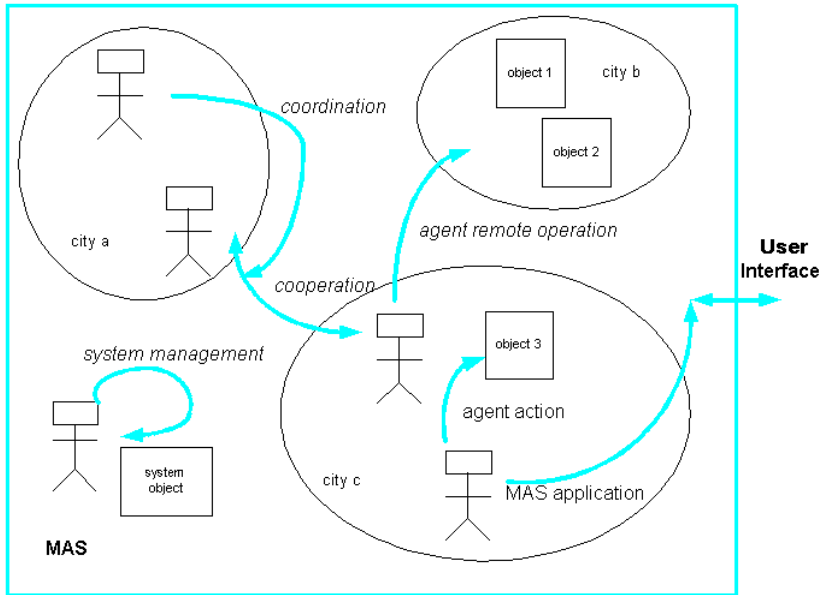 object 1
city b
coordination
object 2
city a
agent remote operation
User
Interface
cooperation
object 3
system management
agent action
system
object
city c
MAS application
MAS